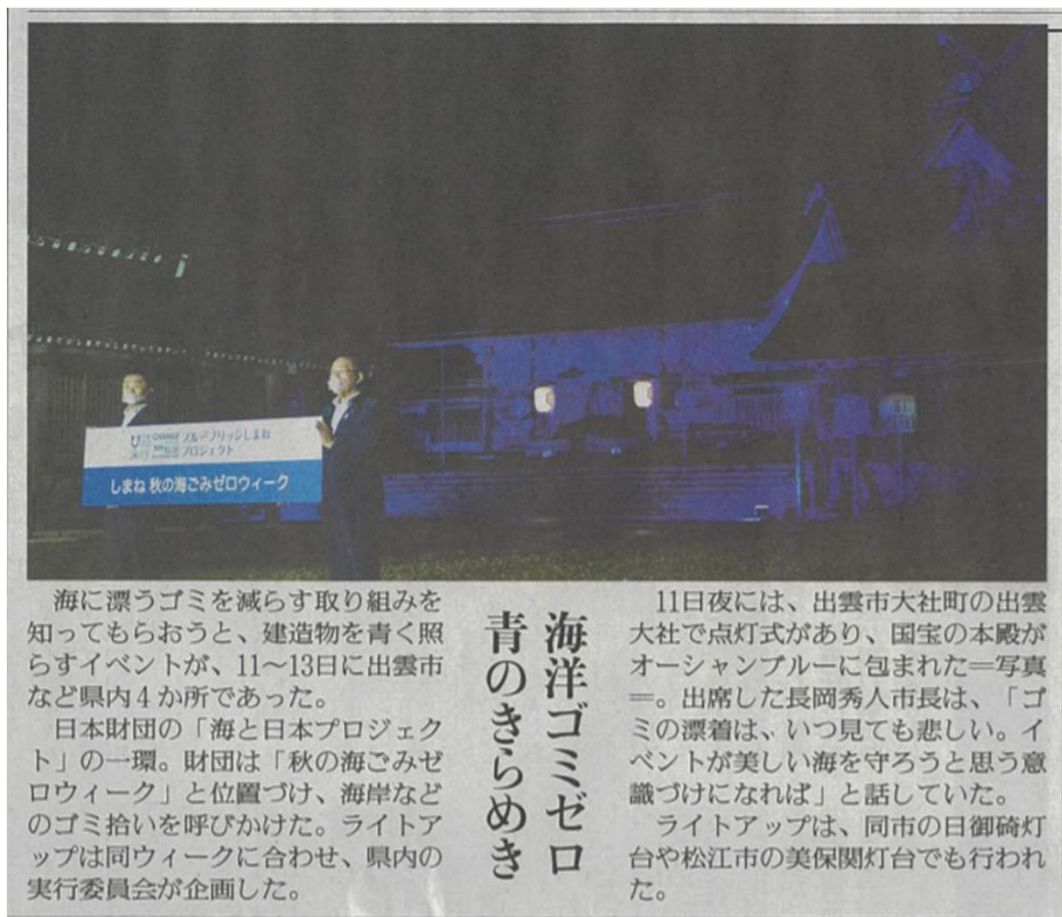 CHANGE
ブルーブリッジしまね
プロジェクト
しまね 秋の海ごみゼロウィーク
海洋ゴミゼロ
青のきらめき
海に漂うゴミを減らす取り組みを
知ってもらおうと、建造物を青く照
らすイベントが、11～13日に出雲市
など県内4か所であった。
日本財団の「海と日本プロジェク
ト」の一環。財団は「秋の海ごみゼ
ロウィーク」と位置づけ、海岸など
のゴミ拾いを呼びかけた。ライトア
ップは同ウィークに合わせ、県内の
実行委員会が企画した。
11日夜には、出雲市大社町の出雲
大社で点灯式があり、国宝の本殿が
オーシャンブルーに包まれた＝写真
＝。出席した長岡秀人市長は、「ゴ
ミの漂着は、いつ見ても悲しい。イ
ベントが美しい海を守ろうと思う意
識づけになれば」と話していた。
ライトアップは、同市の日御碕灯
台や松江市の美保関灯台でも行われ
た。